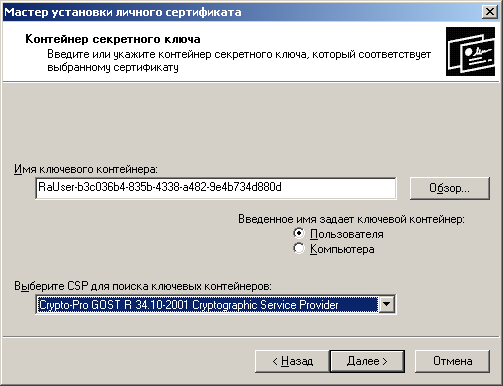 Мастер установки личного сертификата
Контейнер секретного ключа
Введите или укажите контейнер секретного ключа, который соответствует
выбранному сертификату
Имя ключевого контейнера:
RaUser-b3c036b4-835b-4338-a482-9e4b734d880d
Обзор...
Введенное имя задает ключевой контейнер:
Пользователя
Компьютера
Выберите CSP для поиска ключевых контейнеров:
Crypto-Pro GOST R 34.10-2001 Cryptographic Service Provider
< Назад
Далее >
Отмена